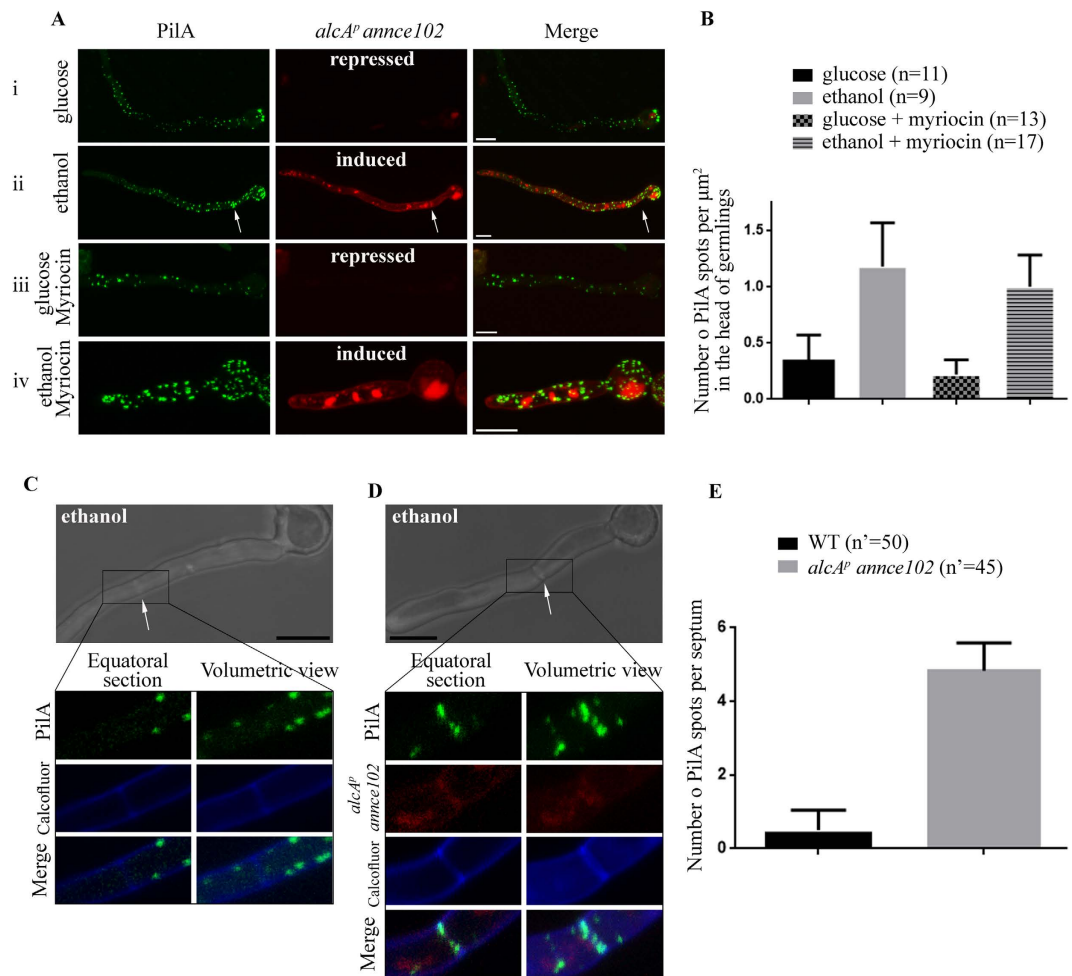 A
PilA
alcAᵖ annce102
Merge
i
glucose
repressed
ii
ethanol
induced
iii
glucose
Myriocin
repressed
iv
ethanol
Myriocin
induced
B
glucose (n=11)
ethanol (n=9)
glucose + myriocin (n=13)
ethanol + myriocin (n=17)
Number o PilA spots per µm²
in the head of germlings
1.5
1.0
0.5
0.0
C
ethanol
Equatoral
section
Volumetric view
PilA
Calcofluor
Merge
D
ethanol
Equatoral
section
Volumetric view
PilA
alcAᵖ
annce102
Calcofluor
Merge
E
WT (n’=50)
alcAᵖ annce102 (n’=45)
Number o PilA spots per septum
6
4
2
0